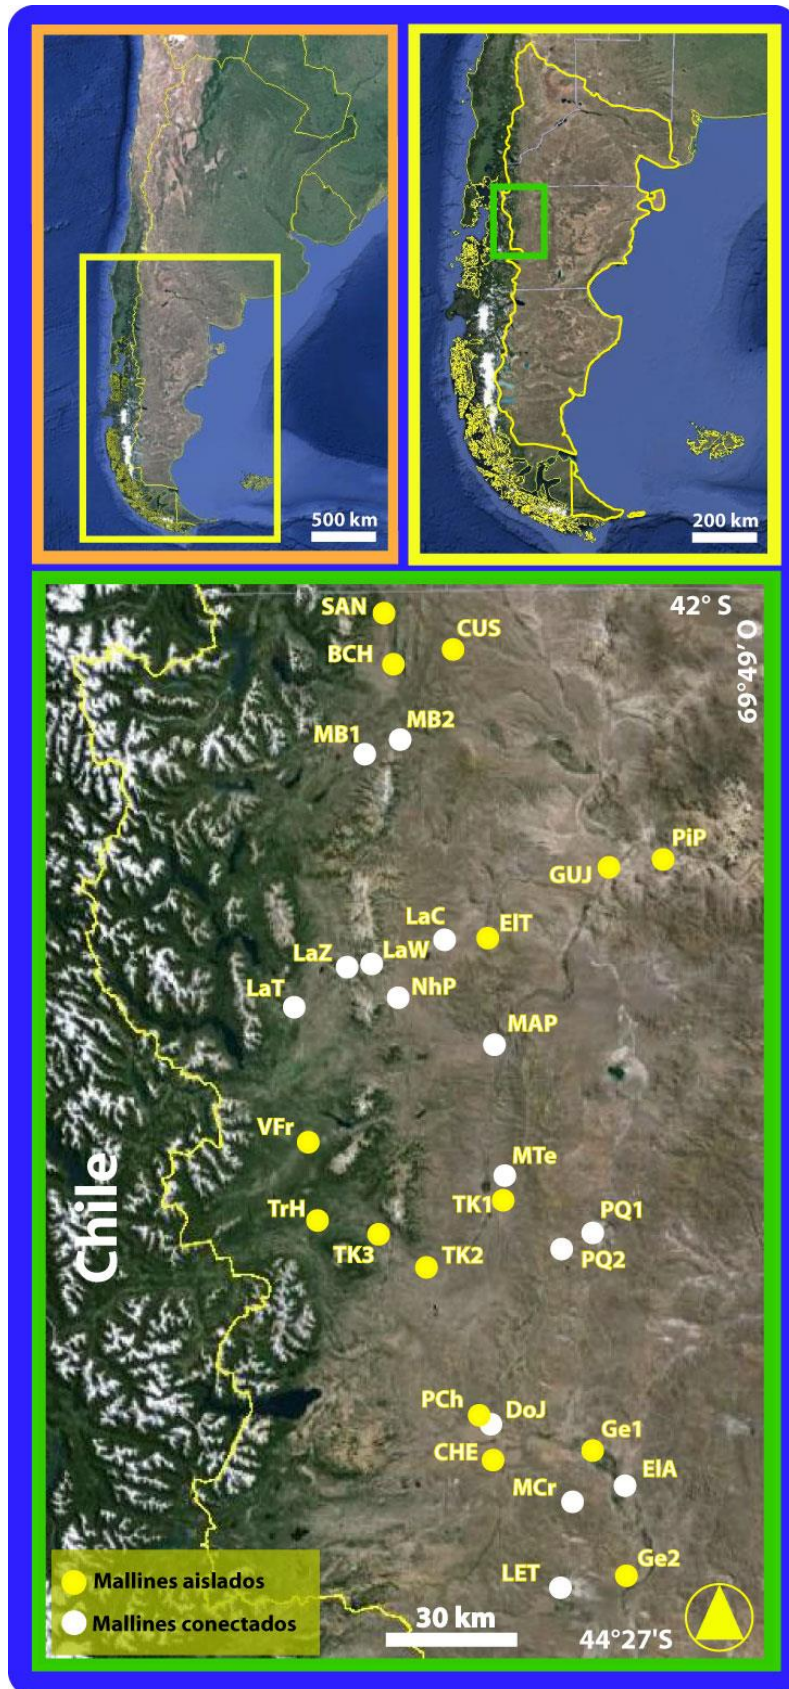 500 km
200 km
SAN
42° S
CUS
BCH
69°49' O
MB2
MB1
PiP
GUJ
LaC
ElT
LaW
LaZ
NhP
LaT
MAP
VFr
MTe
Chile
TK1
TrH
PQ1
TK3
TK2
PQ2
PCh
DoJ
Ge1
CHE
ElA
MCr
Ge2
LET
Mallines aislados
Mallines conectados
30 km
44°27'S